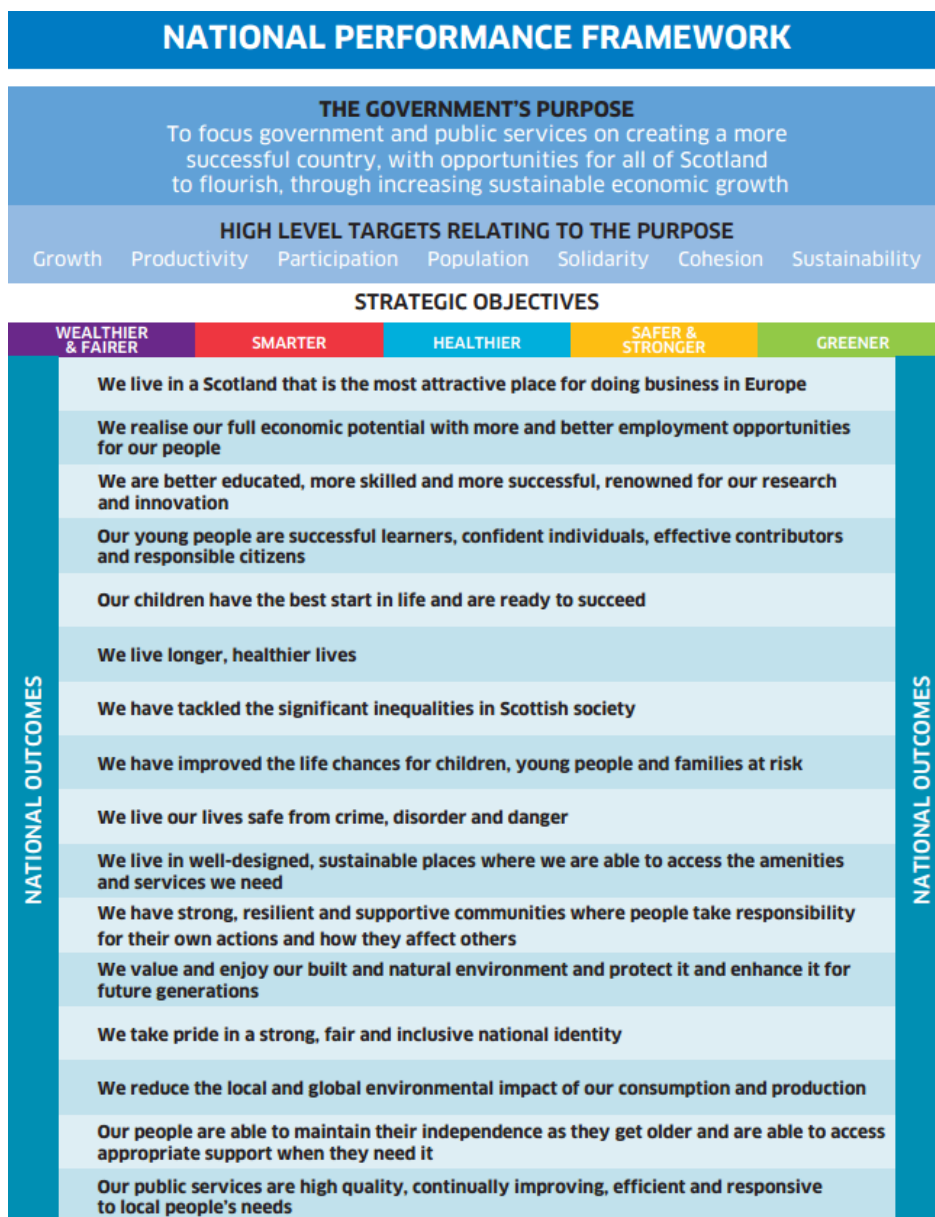 NATIONAL PERFORMANCE FRAMEWORK
THE GOVERNMENT'S PURPOSE
To focus government and public services on creating a more
successful country, with opportunities for all of Scotland
to flourish, through increasing sustainable economic growth
HIGH LEVEL TARGETS RELATING TO THE PURPOSE
Growth Productivity Participation Population Solidarity Cohesion Sustainability
STRATEGIC OBJECTIVES
WEALTHIER
& FAIRER
SMARTER
HEALTHIER
SAFER &
STRONGER
GREENER
NATIONAL OUTCOMES
We live in a Scotland that is the most attractive place for doing business in Europe
We realise our full economic potential with more and better employment opportunities
for our people
We are better educated, more skilled and more successful, renowned for our research
and innovation
Our young people are successful learners, confident individuals, effective contributors
and responsible citizens
Our children have the best start in life and are ready to succeed
We live longer, healthier lives
We have tackled the significant inequalities in Scottish society
We have improved the life chances for children, young people and families at risk
We live our lives safe from crime, disorder and danger
We live in well-designed, sustainable places where we are able to access the amenities
and services we need
We have strong, resilient and supportive communities where people take responsibility
for their own actions and how they affect others
We value and enjoy our built and natural environment and protect it and enhance it for
future generations
We take pride in a strong, fair and inclusive national identity
We reduce the local and global environmental impact of our consumption and production
Our people are able to maintain their independence as they get older and are able to access
appropriate support when they need it
Our public services are high quality, continually improving, efficient and responsive
to local people's needs
NATIONAL OUTCOMES